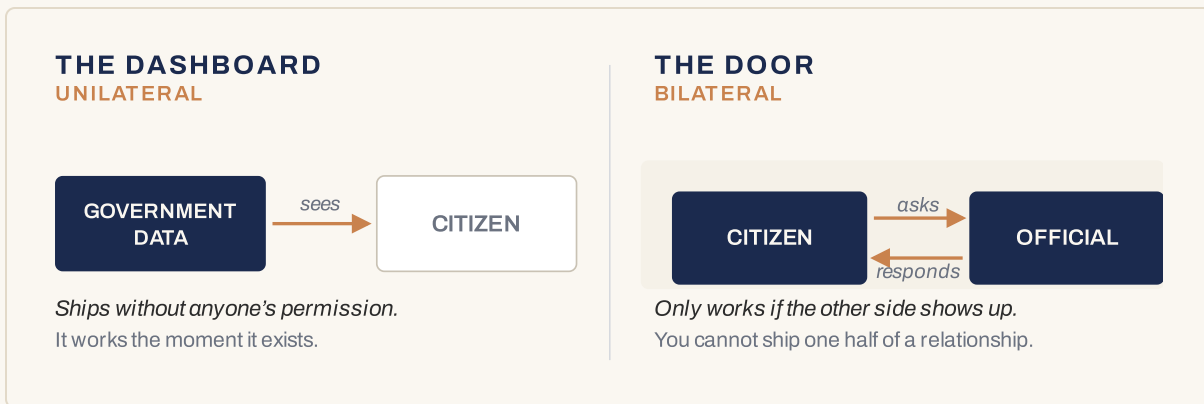 THE DASHBOARD
UNILATERAL
GOVERNMENT
DATA
sees
CITIZEN
Ships without anyone’s permission.
It works the moment it exists.
THE DOOR
BILATERAL
CITIZEN
asks
responds
OFFICIAL
Only works if the other side shows up.
You cannot ship one half of a relationship.